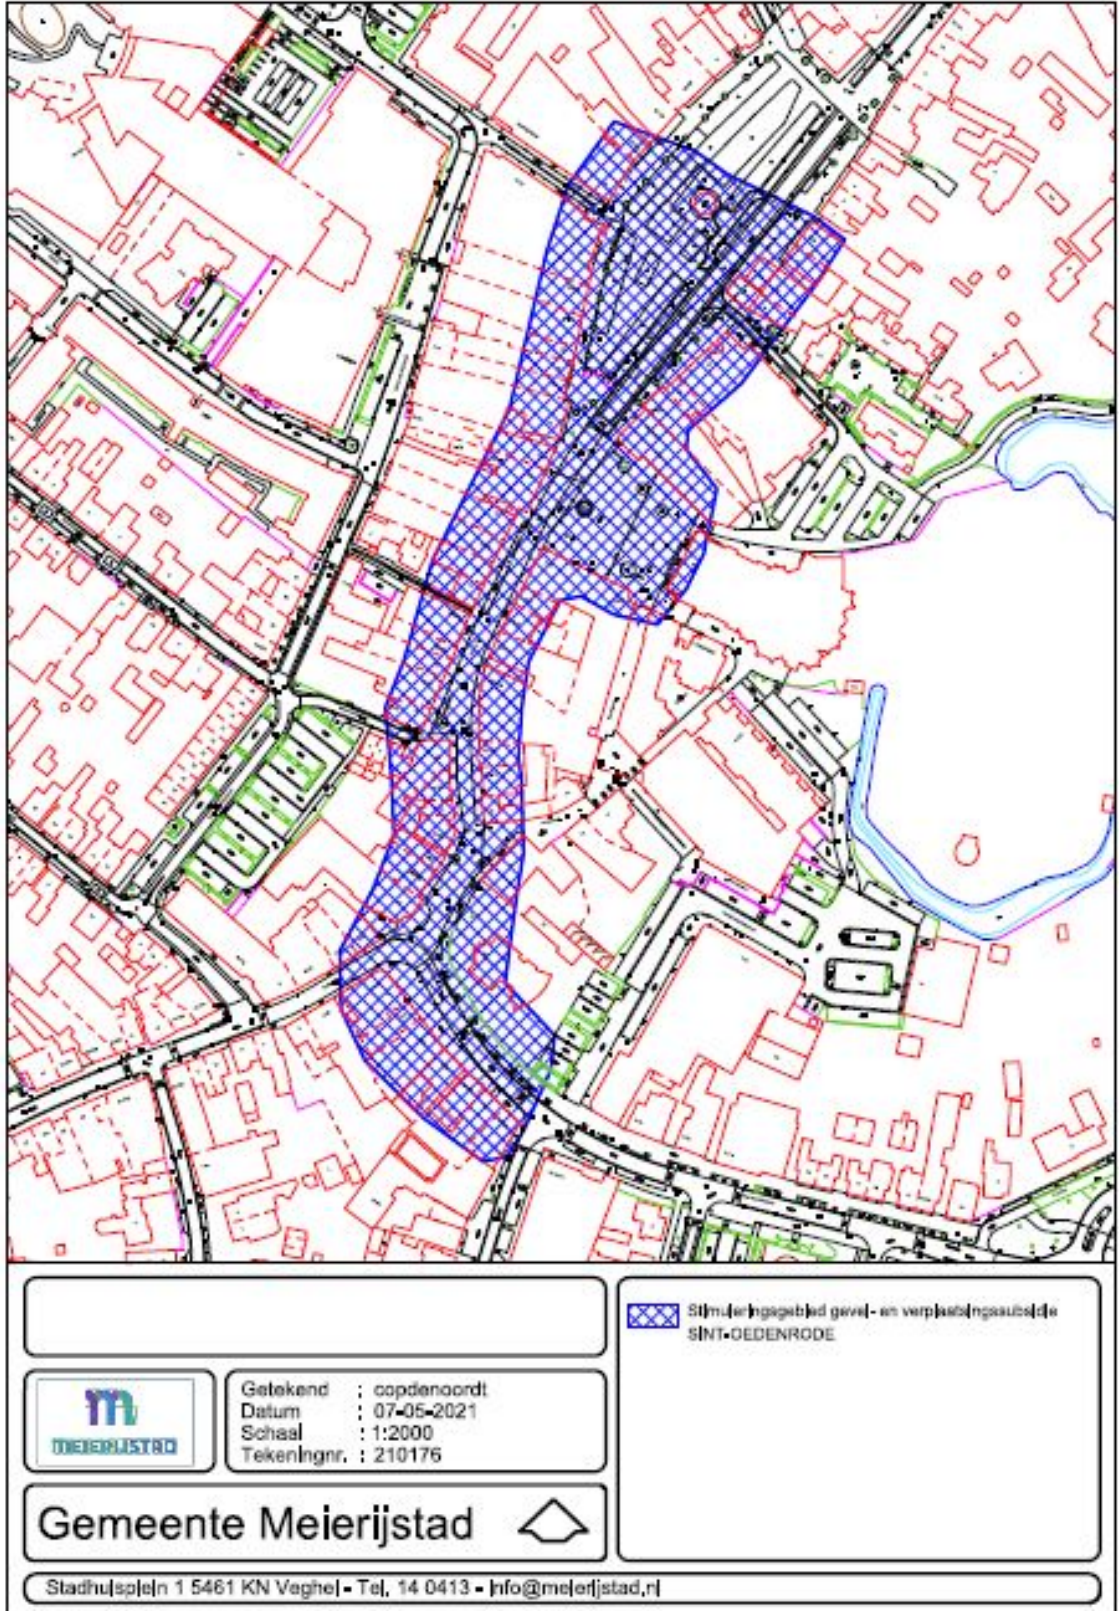 Stimuleringsgebied gevel- en verplaatsingssubsidie
SINT-OEDENRODE
MEIERIJSTAD
Getekend : copdenoordt
Datum : 07-05-2021
Schaal : 1:2000
Tekeningnr. : 210176
Gemeente Meierijstad
Stadhuisplein 1 5461 KN Veghel - Tel. 14 0413 - info@meierijstad.nl